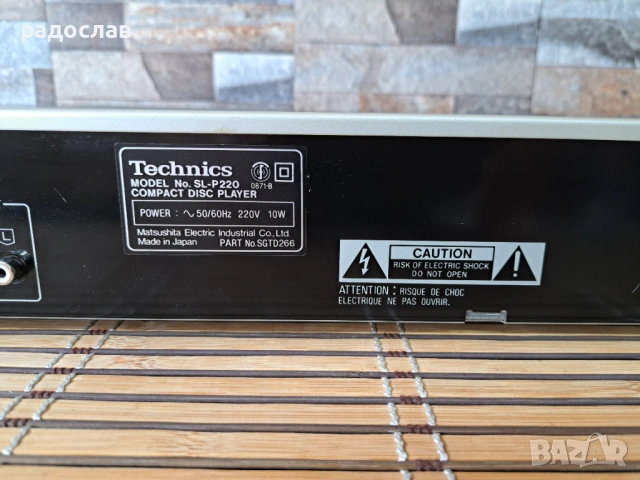 радослав
Technics
MODEL No. SL-P220
0871-B
COMPACT DISC PLAYER
POWER : ∿ 50/60Hz 220V 10W
Matsushita Electric Industrial Co., Ltd.
Made in Japan PART No.SGTD266
L
CAUTION
RISK OF ELECTRIC SHOCK
DO NOT OPEN
ATTENTION : RISQUE DE CHOC
ELECTRIQUE NE PAS OUVRIR.
BAZAR
bazar.bg